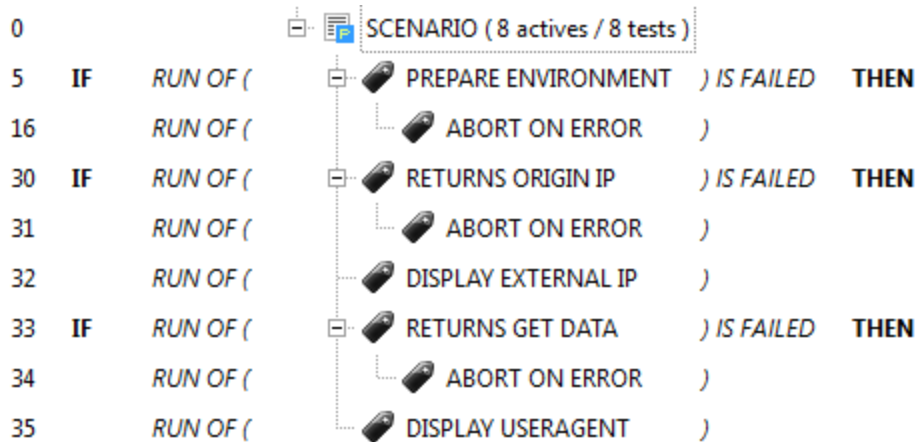 0 SCENARIO ( 8 actives / 8 tests )
5 IF RUN OF ( PREPARE ENVIRONMENT ) IS FAILED THEN
16 RUN OF ( ABORT ON ERROR )
30 IF RUN OF ( RETURNS ORIGIN IP ) IS FAILED THEN
31 RUN OF ( ABORT ON ERROR )
32 RUN OF ( DISPLAY EXTERNAL IP )
33 IF RUN OF ( RETURNS GET DATA ) IS FAILED THEN
34 RUN OF ( ABORT ON ERROR )
35 RUN OF ( DISPLAY USERAGENT )